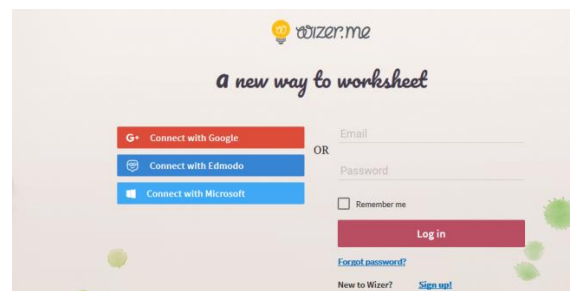 wizer.me
a new way to worksheet
G+ Connect with Google
Connect with Edmodo
Connect with Microsoft
OR
Email
Password
Remember me
Log in
Forgot password?
New to Wizer? Sign up!